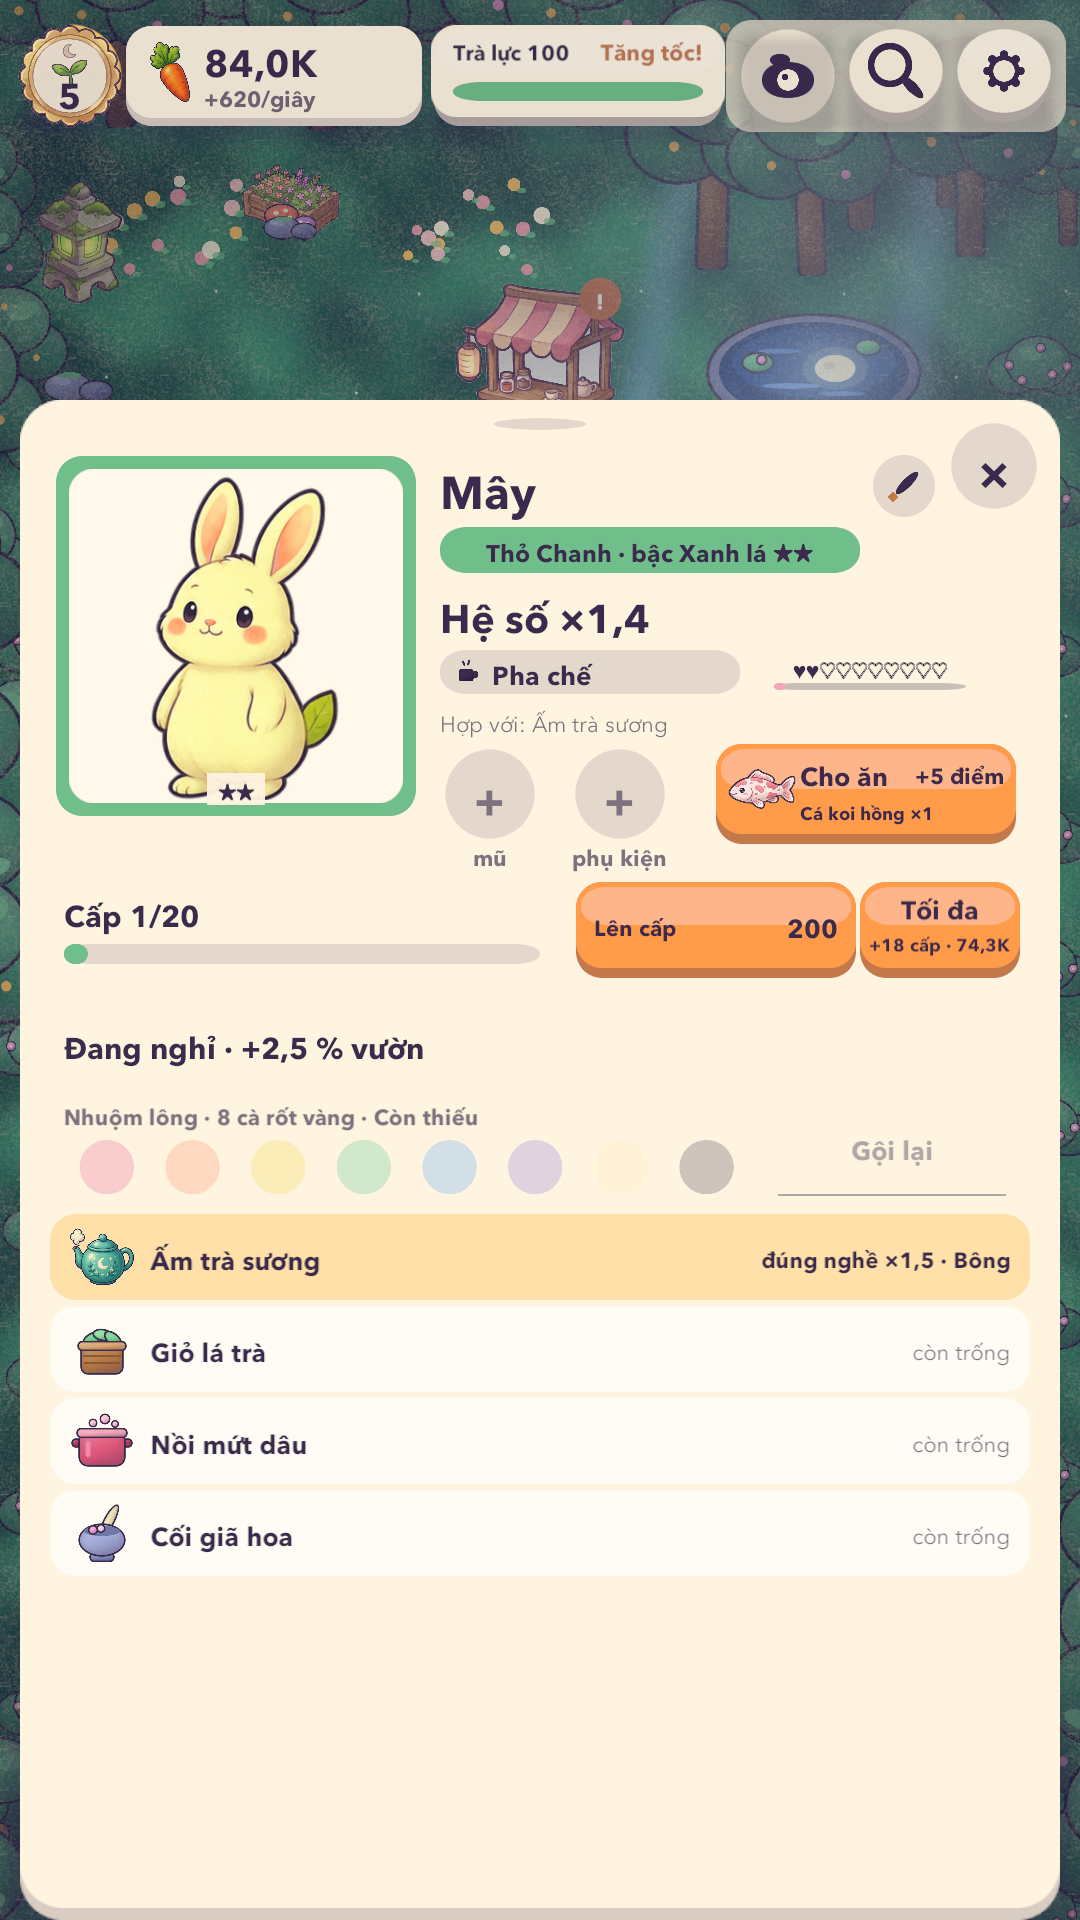 5
84,0K
+620/giây
Trà lực 100 Tăng tốc!
!
Mây
×
Thỏ Chanh · bậc Xanh lá ★★
Hệ số ×1,4
Pha chế
♥♥♡♡♡♡♡♡♡♡
Hợp với: Ấm trà sương
★★
+ +
mũ phụ kiện
Cho ăn +5 điểm
Cá koi hồng ×1
Cấp 1/20
Lên cấp 200
Tối đa
+18 cấp · 74,3K
Đang nghỉ · +2,5 % vườn
Nhuộm lông · 8 cà rốt vàng · Còn thiếu
Gội lại
Ấm trà sương đúng nghề ×1,5 · Bông
Giỏ lá trà còn trống
Nồi mứt dâu còn trống
Cối giã hoa còn trống